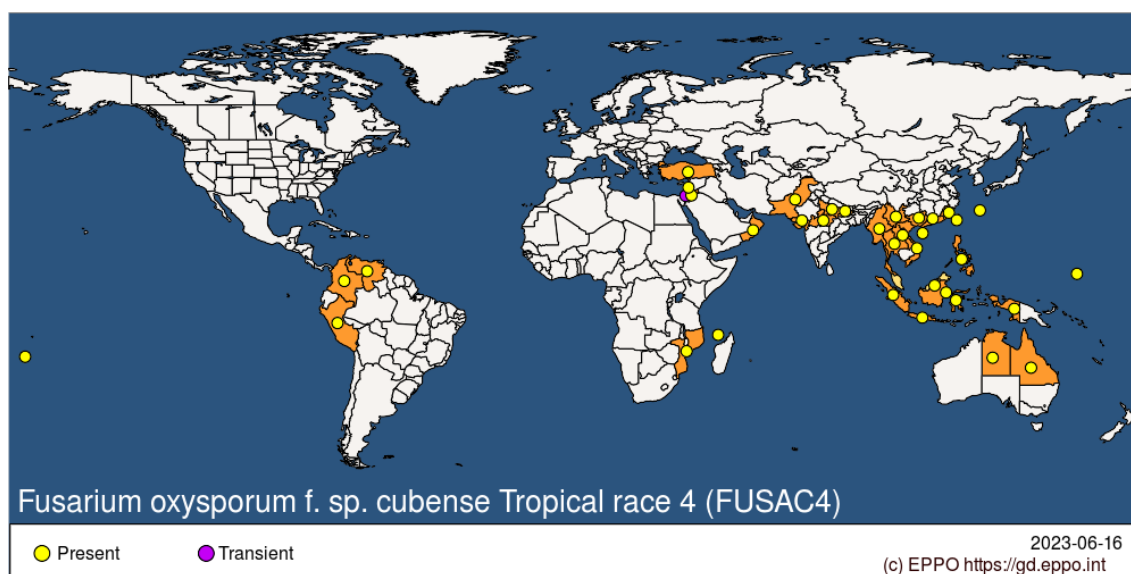 Fusarium oxysporum f. sp. cubense Tropical race 4 (FUSAC4)
Present
Transient
2023-06-16
(c) EPPO https://gd.eppo.int